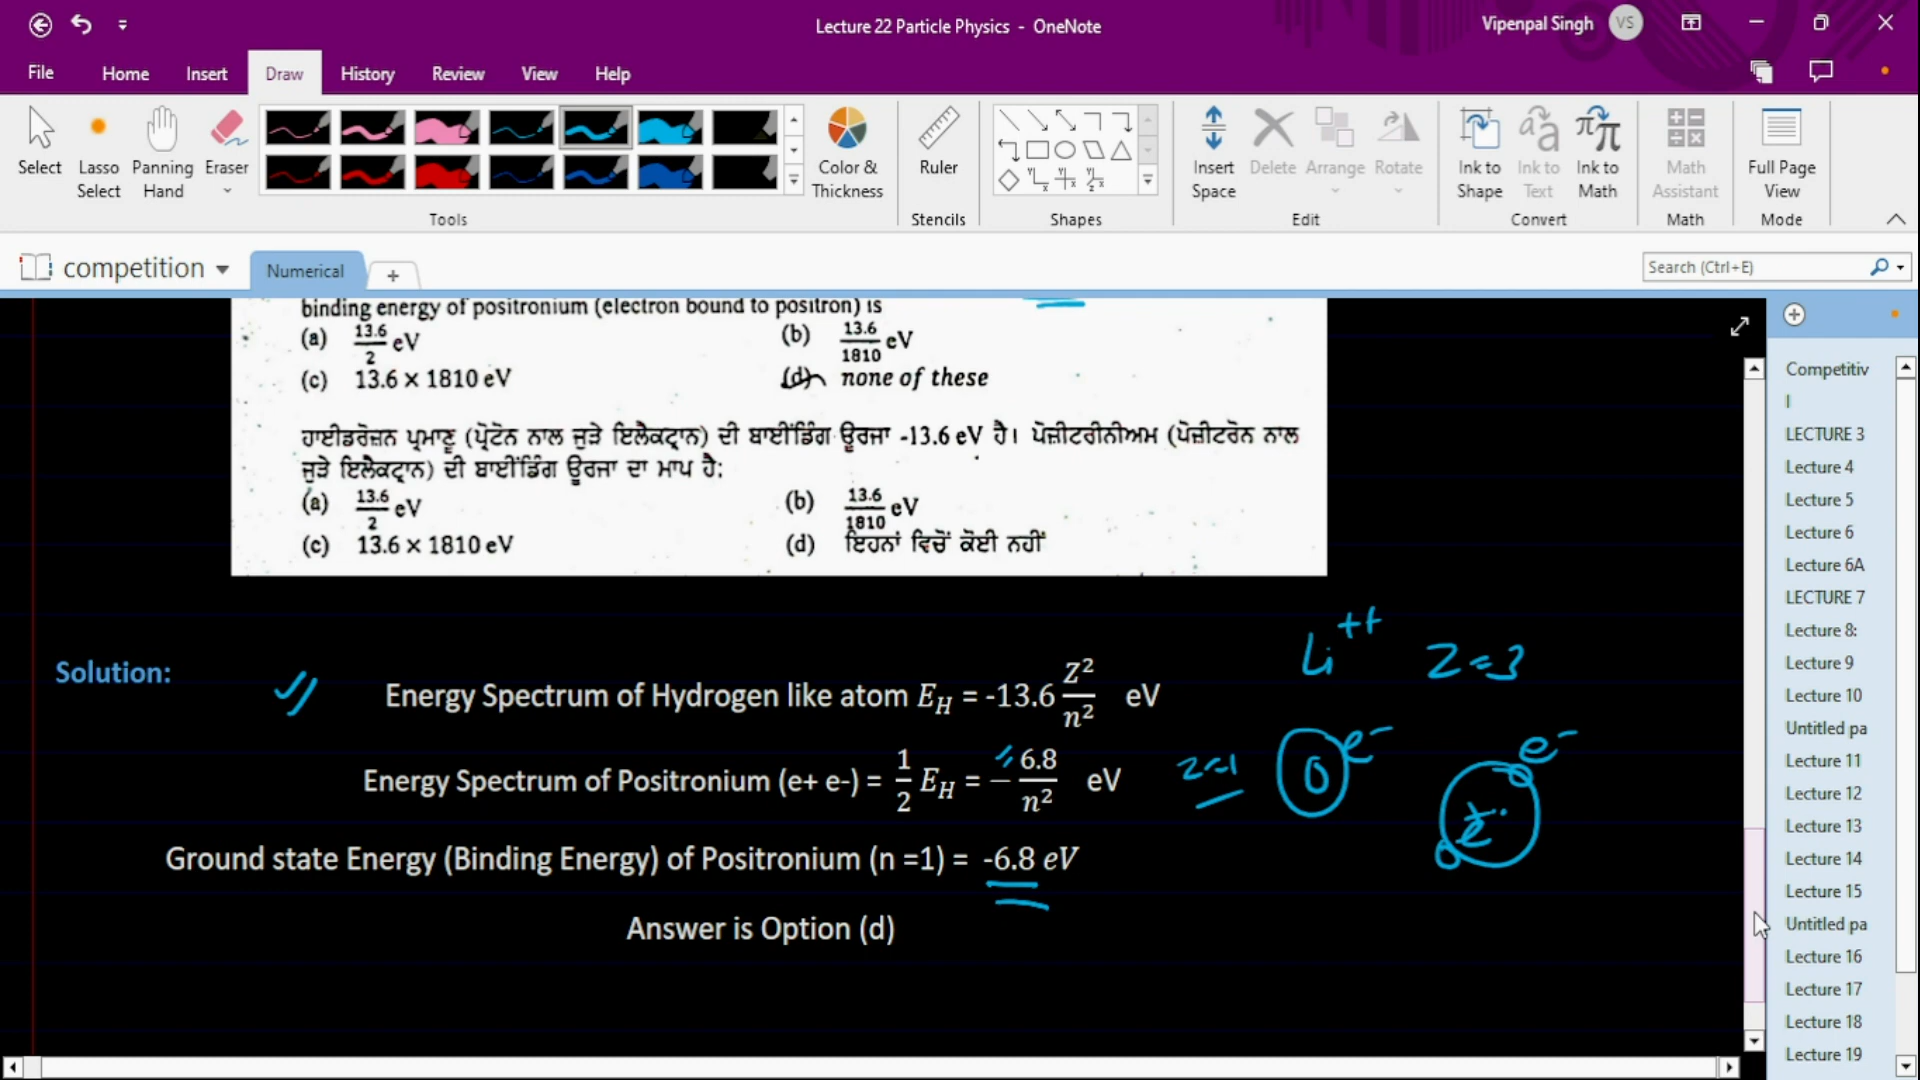 Lecture 22 Particle Physics - OneNote
Vipenpal Singh VS
File Home Insert Draw History Review View Help
Select Lasso Select Panning Hand Eraser
Tools
Color & Thickness
Ruler
Stencils
Shapes
Insert Space Delete Arrange Rotate
Edit
Ink to Shape Ink to Text Ink to Math
Convert
Math Assistant
Math
Full Page View
Mode
competition
Numerical
Search (Ctrl+E)
binding energy of positronium (electron bound to positron) is
(a) 13.6/2 eV (b) 13.6/1810 eV
(c) 13.6 × 1810 eV (d) none of these
ਹਾਈਡਰੋਜ਼ਨ ਪ੍ਰਮਾਣੂ (ਪ੍ਰੋਟੋਨ ਨਾਲ ਜੁੜੇ ਇਲੈਕਟ੍ਰਾਨ) ਦੀ ਬਾਈਂਡਿੰਗ ਊਰਜਾ -13.6 eV ਹੈ। ਪੋਜ਼ੀਟਰੀਨੀਅਮ (ਪੋਜ਼ੀਟਰੋਨ ਨਾਲ
ਜੁੜੇ ਇਲੈਕਟ੍ਰਾਨ) ਦੀ ਬਾਈਂਡਿੰਗ ਊਰਜਾ ਦਾ ਮਾਪ ਹੈ:
(a) 13.6/2 eV (b) 13.6/1810 eV
(c) 13.6 × 1810 eV (d) ਇਹਨਾਂ ਵਿਚੋਂ ਕੋਈ ਨਹੀਂ
Li++ Z=3
Solution:
Energy Spectrum of Hydrogen like atom E_H = -13.6 Z²/n² eV
Energy Spectrum of Positronium (e+ e-) = 1/2 E_H = − 6.8/n² eV
z=1 e- e-
Ground state Energy (Binding Energy) of Positronium (n =1) = -6.8 eV
Answer is Option (d)
Competitiv
l
LECTURE 3
Lecture 4
Lecture 5
Lecture 6
Lecture 6A
LECTURE 7
Lecture 8:
Lecture 9
Lecture 10
Untitled pa
Lecture 11
Lecture 12
Lecture 13
Lecture 14
Lecture 15
Untitled pa
Lecture 16
Lecture 17
Lecture 18
Lecture 19